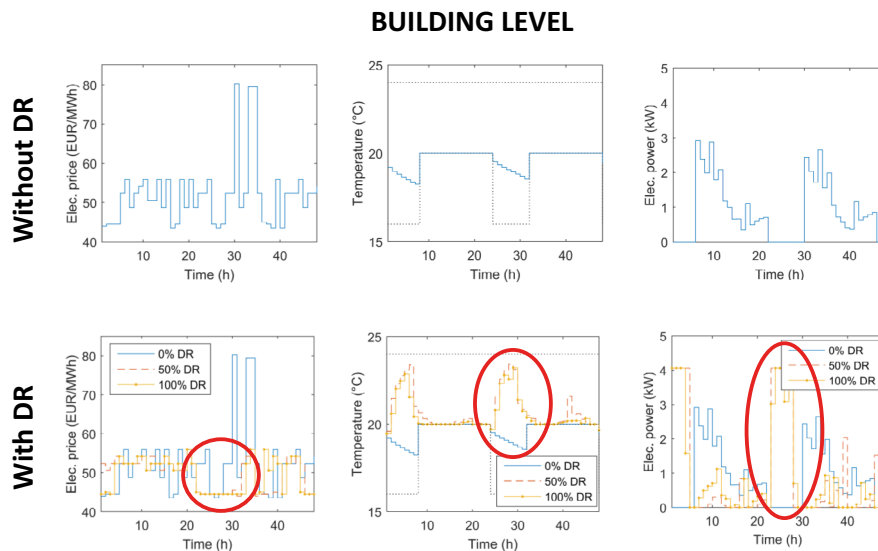 BUILDING LEVEL
Without DR
Elec. price (EUR/MWh)
80
70
60
50
40
10 20 30 40
Time (h)
Temperature (°C)
25
20
15
10 20 30 40
Time (h)
Elec. power (kW)
5
4
3
2
1
0
10 20 30 40
Time (h)
With DR
Elec. price (EUR/MWh)
80
70
60
50
40
0% DR
50% DR
100% DR
10 20 30 40
Time (h)
Temperature (°C)
25
20
15
0% DR
50% DR
100% DR
10 20 30 40
Time (h)
Elec. power (kW)
5
4
3
2
1
0
0% DR
50% DR
100% DR
10 20 30 40
Time (h)